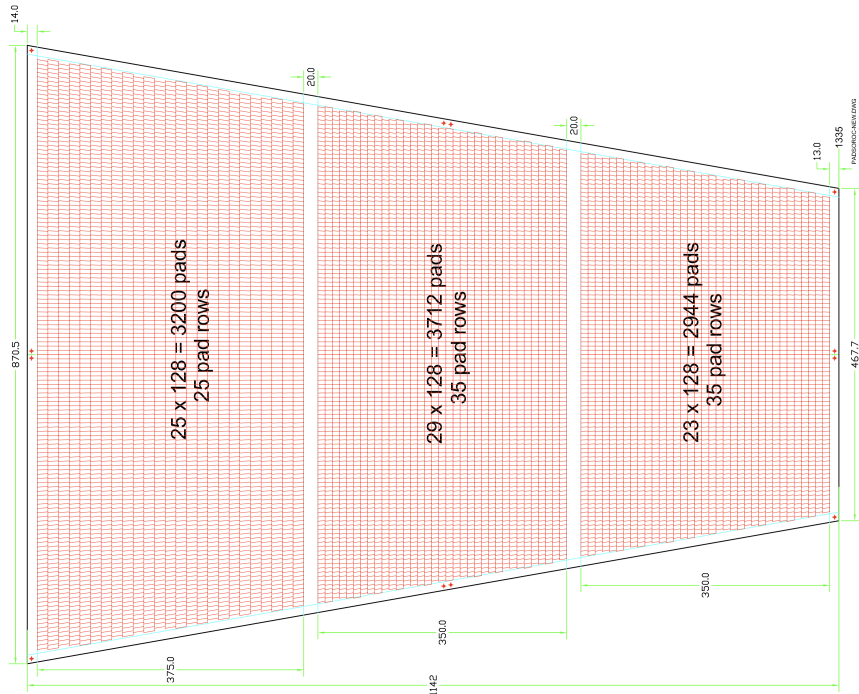 14.0
870.5
20.0
20.0
13.0
1335
PADSOROC-NEW.DWG
25 x 128 = 3200 pads
25 pad rows
29 x 128 = 3712 pads
35 pad rows
23 x 128 = 2944 pads
35 pad rows
467.7
350.0
350.0
375.0
1142